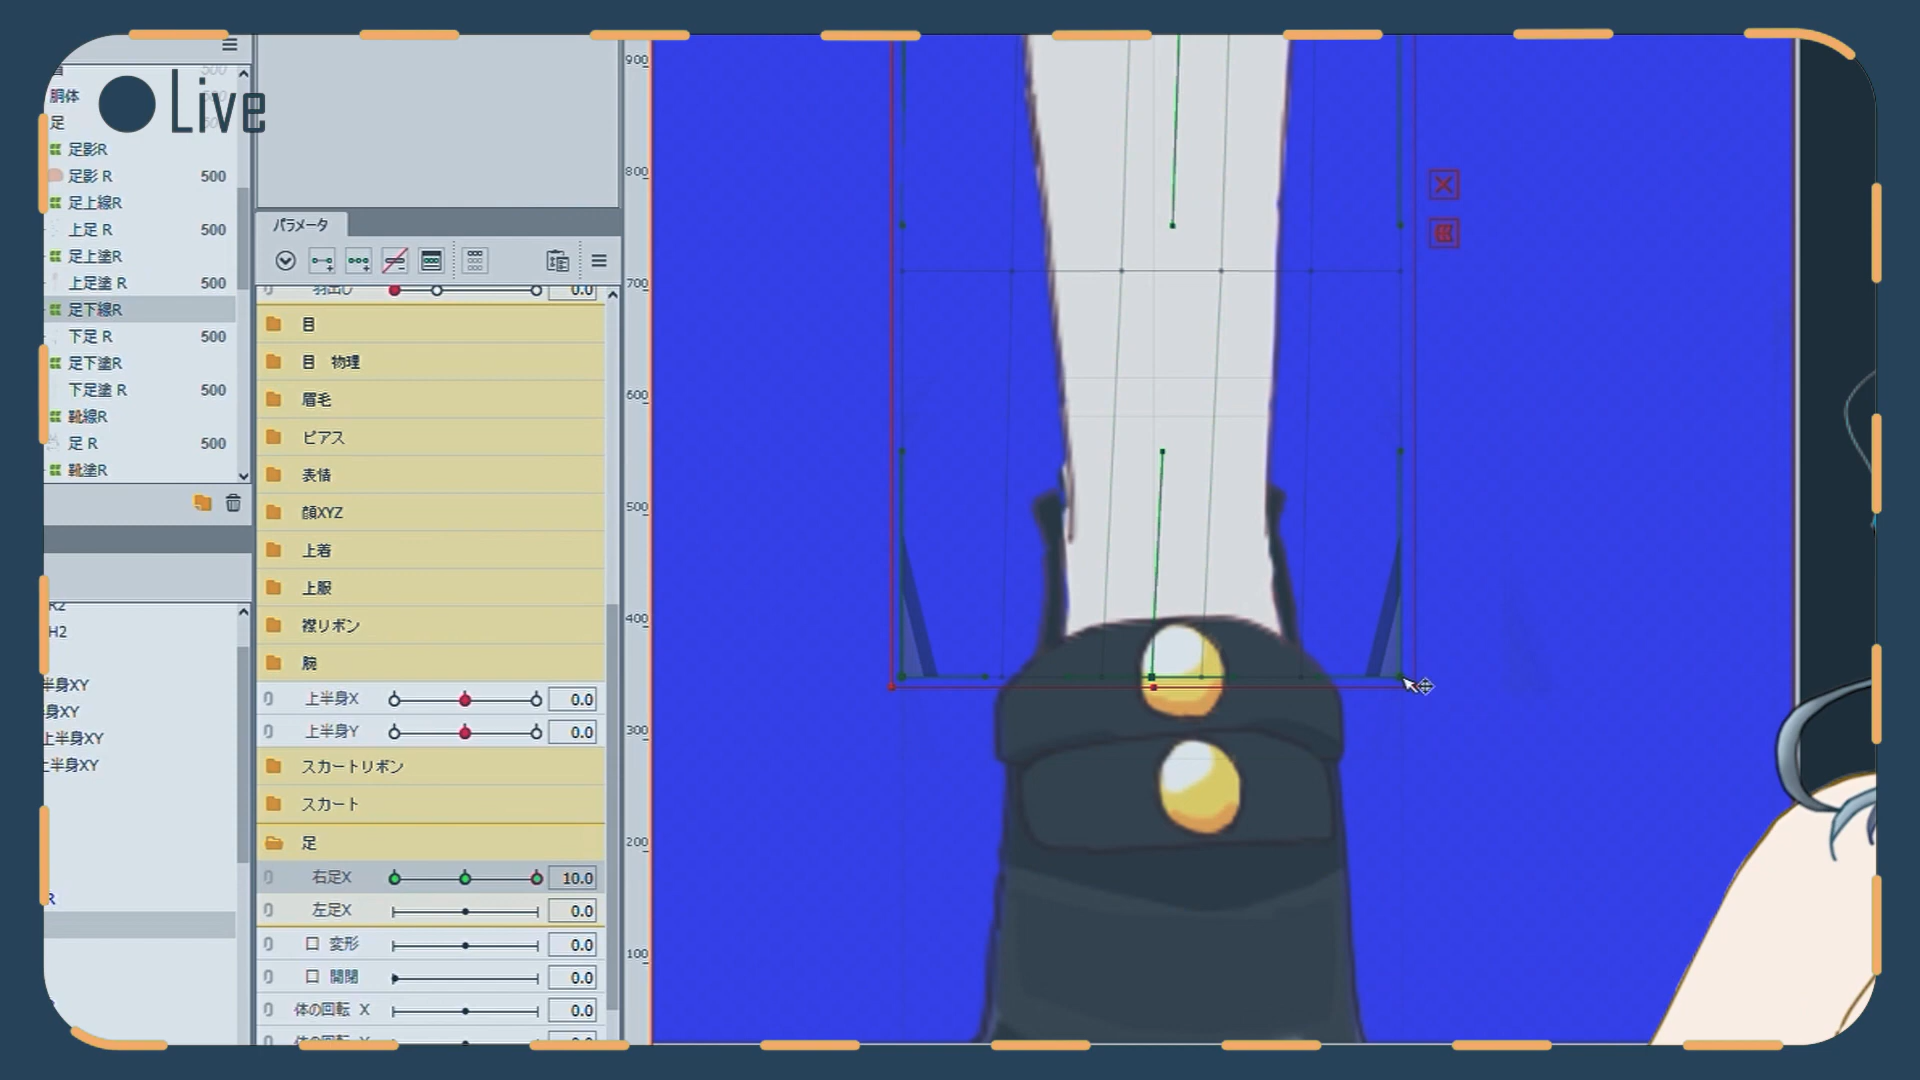 Live
胴体
足
足影R
足影 R 500
足上線R
上足 R 500
足上塗R
上足塗 R 500
足下線R
下足 R 500
足下塗R
下足塗 R 500
靴線R
足 R 500
靴塗R
R2
H2
半身XY
身XY
上半身XY
上半身XY
R
パラメータ
羽出し 0.0
目
目 物理
眉毛
ピアス
表情
顔XYZ
上着
上服
襟リボン
腕
上半身X 0.0
上半身Y 0.0
スカートリボン
スカート
足
右足X 10.0
左足X 0.0
口 変形 0.0
口 開閉 0.0
体の回転 X 0.0
900
800
700
600
500
400
300
200
100